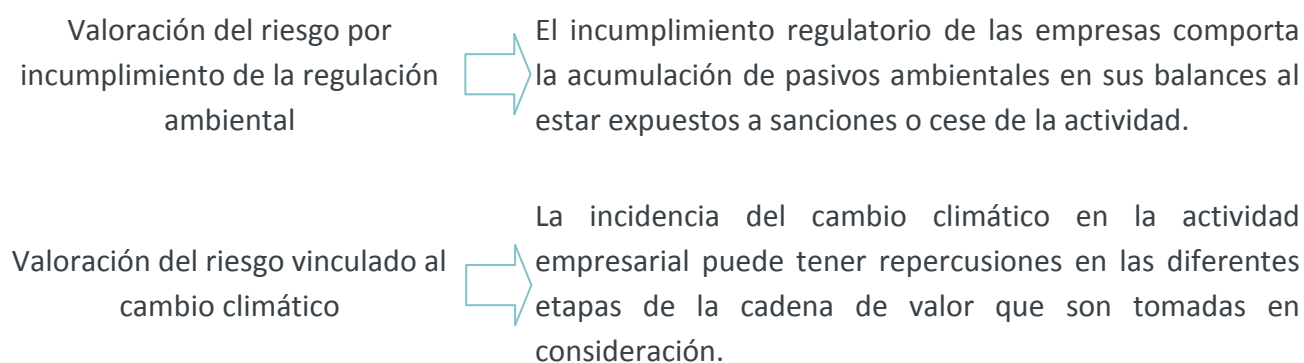 Valoración del riesgo por
incumplimiento de la regulación
ambiental
El incumplimiento regulatorio de las empresas comporta
la acumulación de pasivos ambientales en sus balances al
estar expuestos a sanciones o cese de la actividad.
Valoración del riesgo vinculado al
cambio climático
La incidencia del cambio climático en la actividad
empresarial puede tener repercusiones en las diferentes
etapas de la cadena de valor que son tomadas en
consideración.